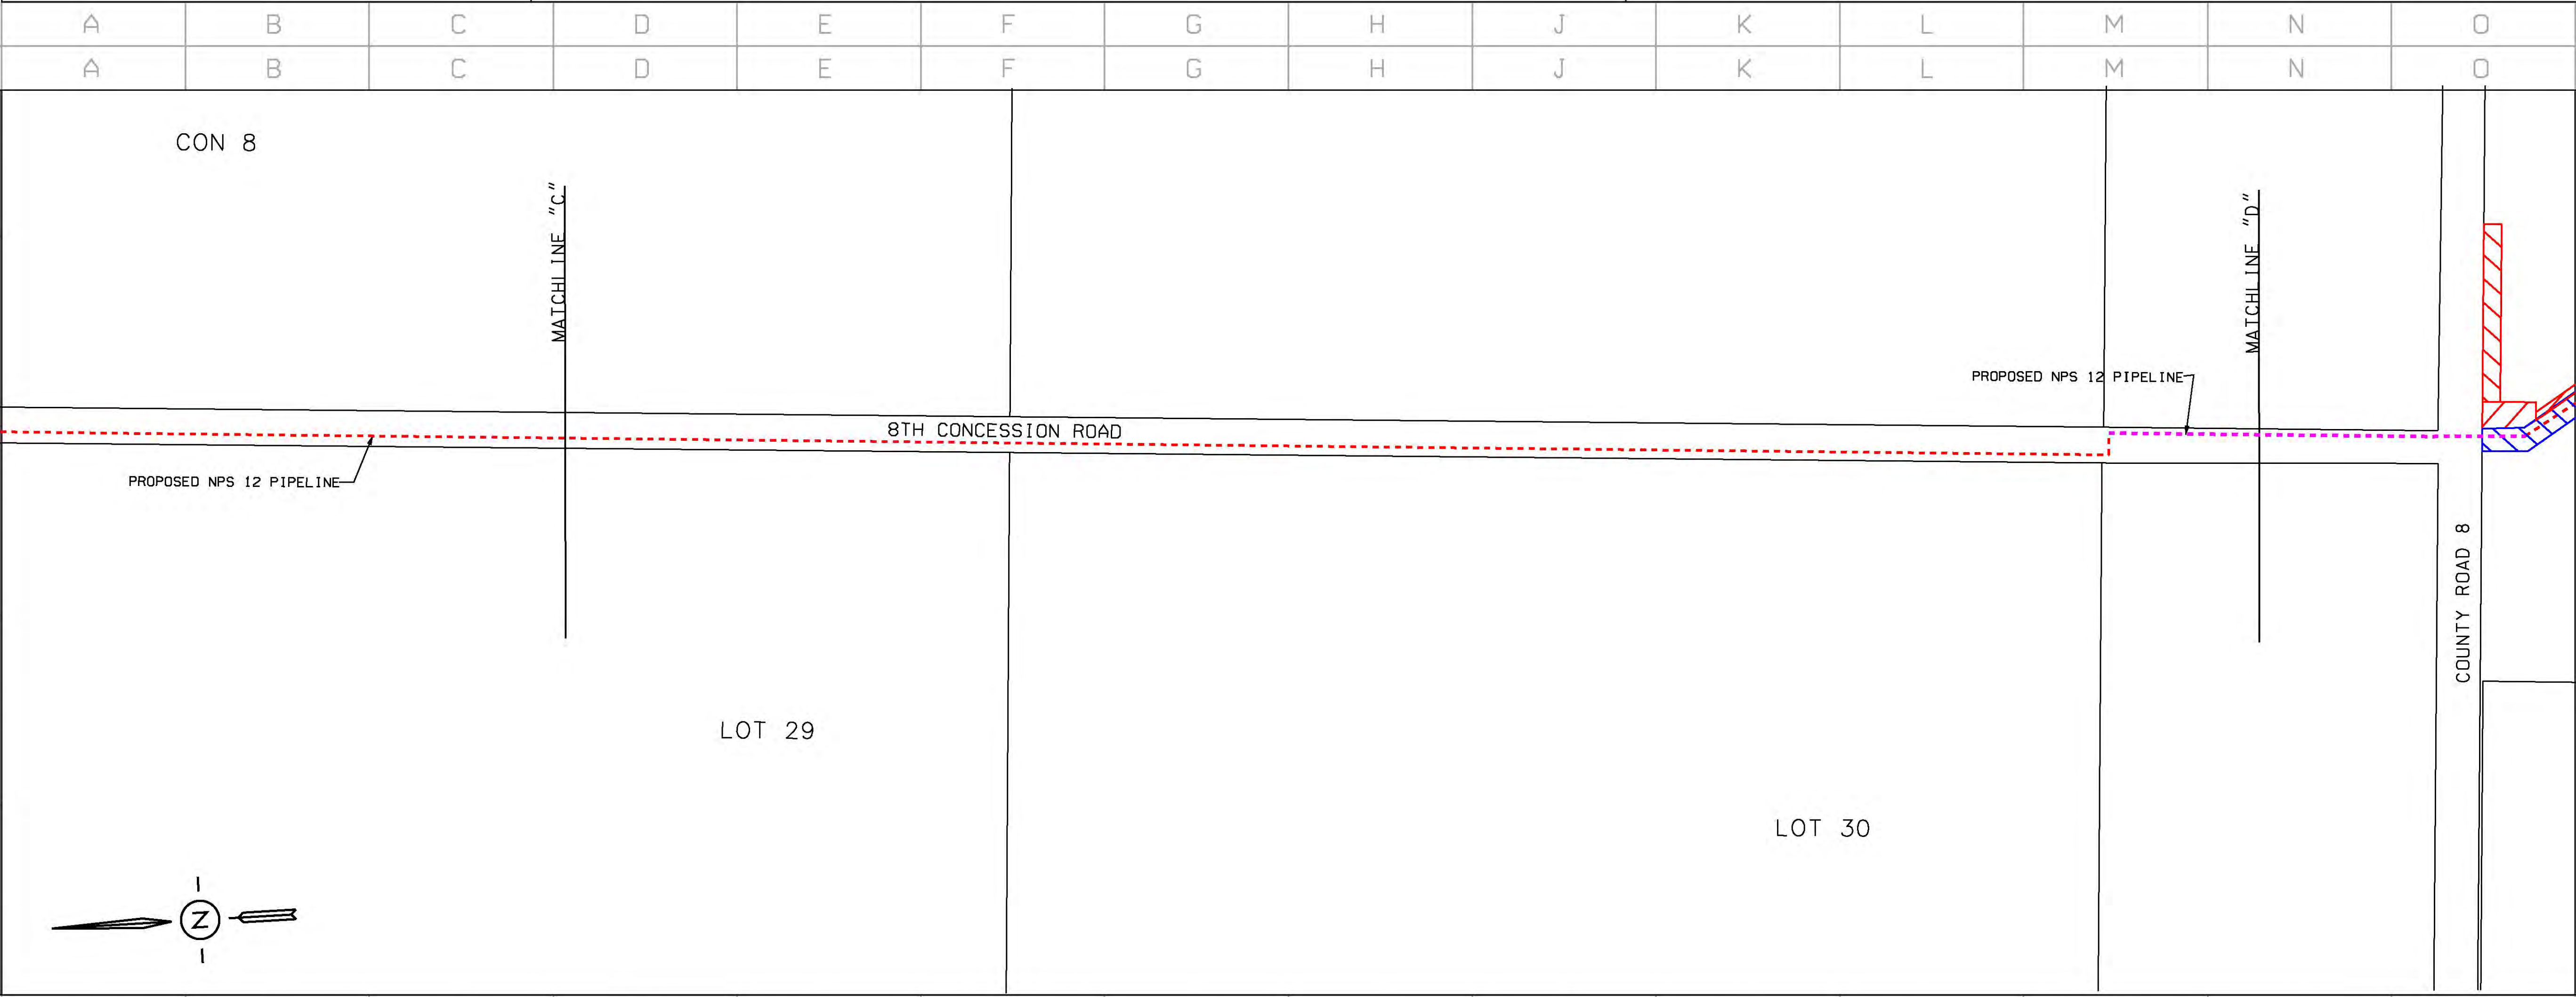 A B C D E F G H J K L M N O
A B C D E F G H J K L M N O
CON 8
MATCHLINE "C"
MATCHLINE "D"
PROPOSED NPS 12 PIPELINE
8TH CONCESSION ROAD
PROPOSED NPS 12 PIPELINE
COUNTY ROAD 8
LOT 29
LOT 30
Z